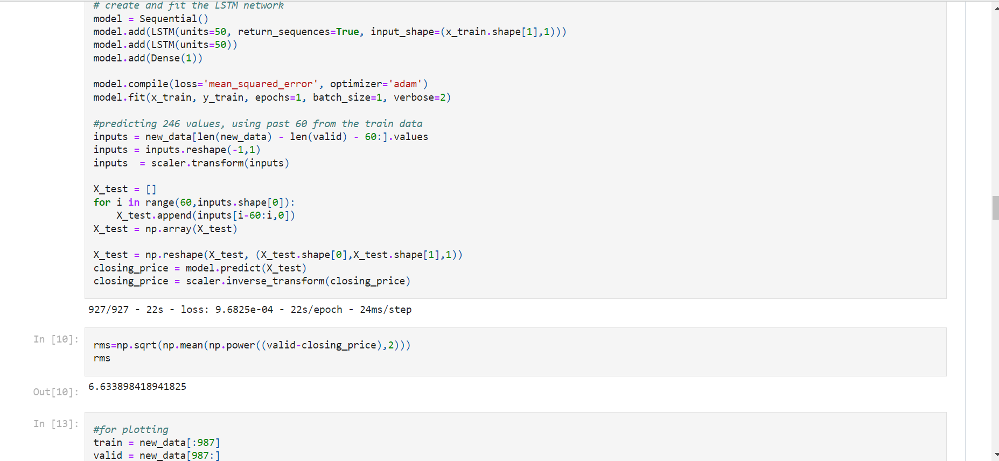 # create and fit the LSTM network
model = Sequential()
model.add(LSTM(units=50, return_sequences=True, input_shape=(x_train.shape[1],1)))
model.add(LSTM(units=50))
model.add(Dense(1))
model.compile(loss='mean_squared_error', optimizer='adam')
model.fit(x_train, y_train, epochs=1, batch_size=1, verbose=2)
#predicting 246 values, using past 60 from the train data
inputs = new_data[len(new_data) - len(valid) - 60:].values
inputs = inputs.reshape(-1,1)
inputs  = scaler.transform(inputs)
X_test = []
for i in range(60,inputs.shape[0]):
    X_test.append(inputs[i-60:i,0])
X_test = np.array(X_test)
X_test = np.reshape(X_test, (X_test.shape[0],X_test.shape[1],1))
closing_price = model.predict(X_test)
closing_price = scaler.inverse_transform(closing_price)
927/927 - 22s - loss: 9.6825e-04 - 22s/epoch - 24ms/step
In [10]:
rms=np.sqrt(np.mean(np.power((valid-closing_price),2)))
rms
Out[10]:
6.633898418941825
In [13]:
#for plotting
train = new_data[:987]
valid = new_data[987:]